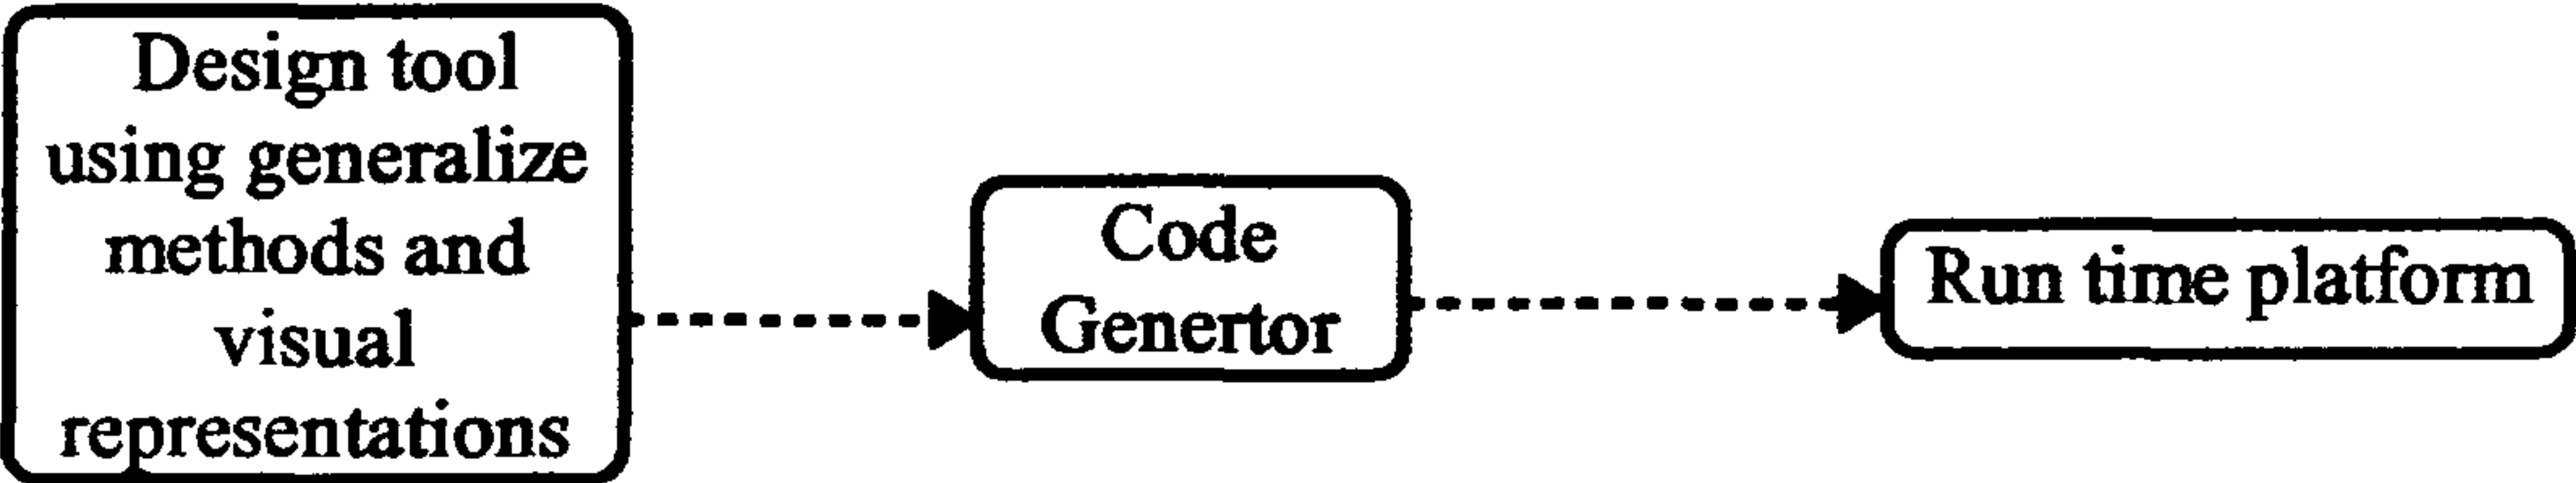 Design tool
using generalize
methods and
visual
representations
Code
Genertor
Run time platform